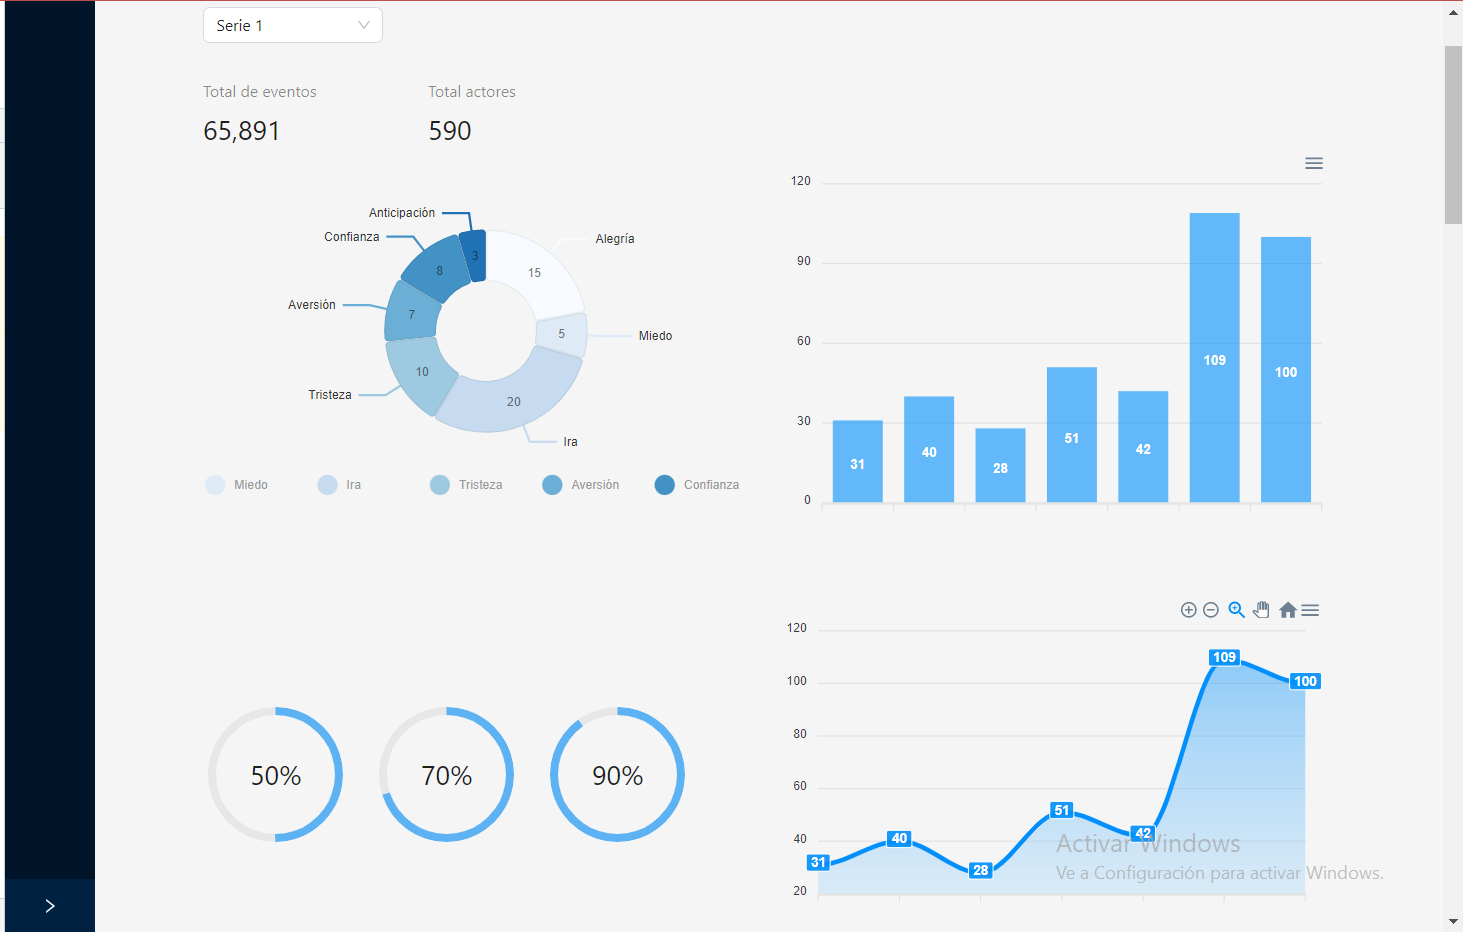 Serie 1
Total de eventos
Total actores
65,891
590
Anticipación
Confianza
Alegría
3
8
15
Aversión
7
5
Miedo
10
Tristeza
20
Ira
Miedo
Ira
Tristeza
Aversión
Confianza
120
90
60
30
0
31
40
28
51
42
109
100
50%
70%
90%
120
100
80
60
40
20
31
40
28
51
42
109
100
Activar Windows
Ve a Configuración para activar Windows.